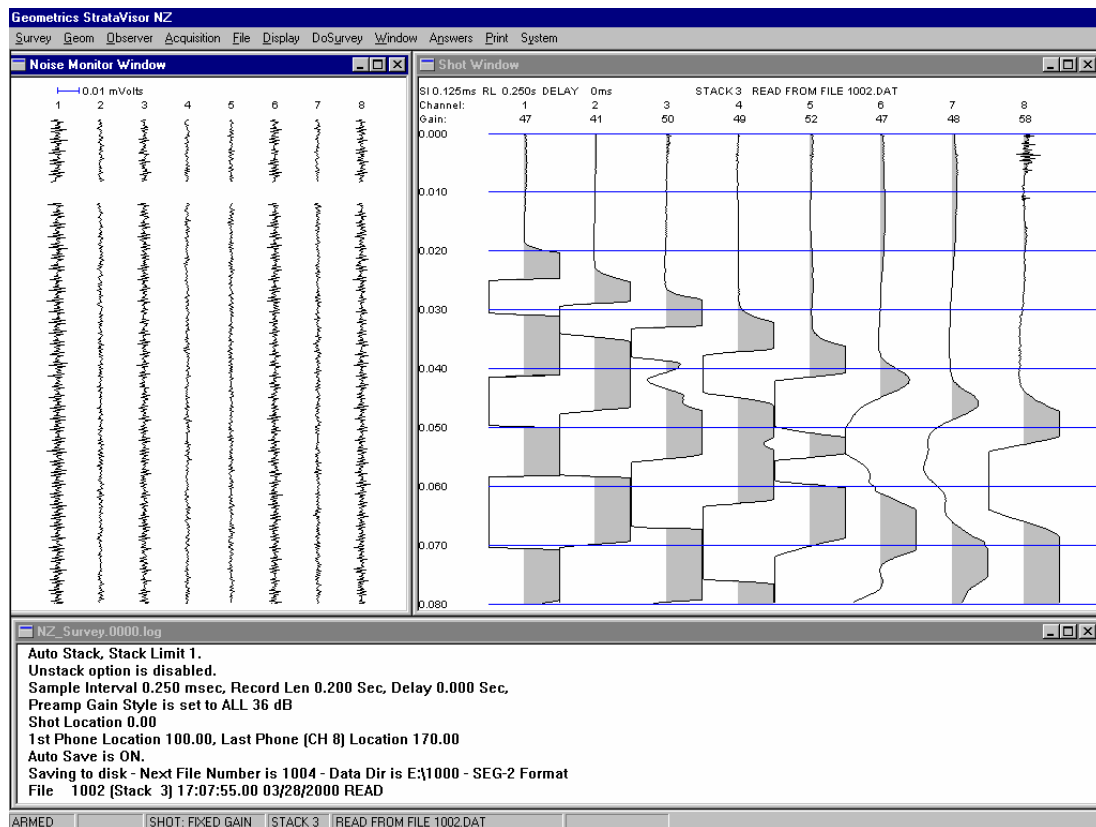 Geometrics StrataVisor NZ
Survey Geom Observer Acquisition File Display DoSurvey Window Answers Print System
Noise Monitor Window
0.01 mVolts
1 2 3 4 5 6 7 8
Shot Window
SI 0.125ms RL 0.250s DELAY 0ms STACK 3 READ FROM FILE 1002.DAT
Channel: 1 2 3 4 5 6 7 8
Gain: 47 41 50 49 52 47 48 58
0.000
0.010
0.020
0.030
0.040
0.050
0.060
0.070
0.080
NZ_Survey.0000.log
Auto Stack, Stack Limit 1.
Unstack option is disabled.
Sample Interval 0.250 msec, Record Len 0.200 Sec, Delay 0.000 Sec,
Preamp Gain Style is set to ALL 36 dB
Shot Location 0.00
1st Phone Location 100.00, Last Phone (CH 8) Location 170.00
Auto Save is ON.
Saving to disk - Next File Number is 1004 - Data Dir is E:\1000 - SEG-2 Format
File 1002 (Stack 3) 17:07:55.00 03/28/2000 READ
ARMED SHOT: FIXED GAIN STACK 3 READ FROM FILE 1002.DAT